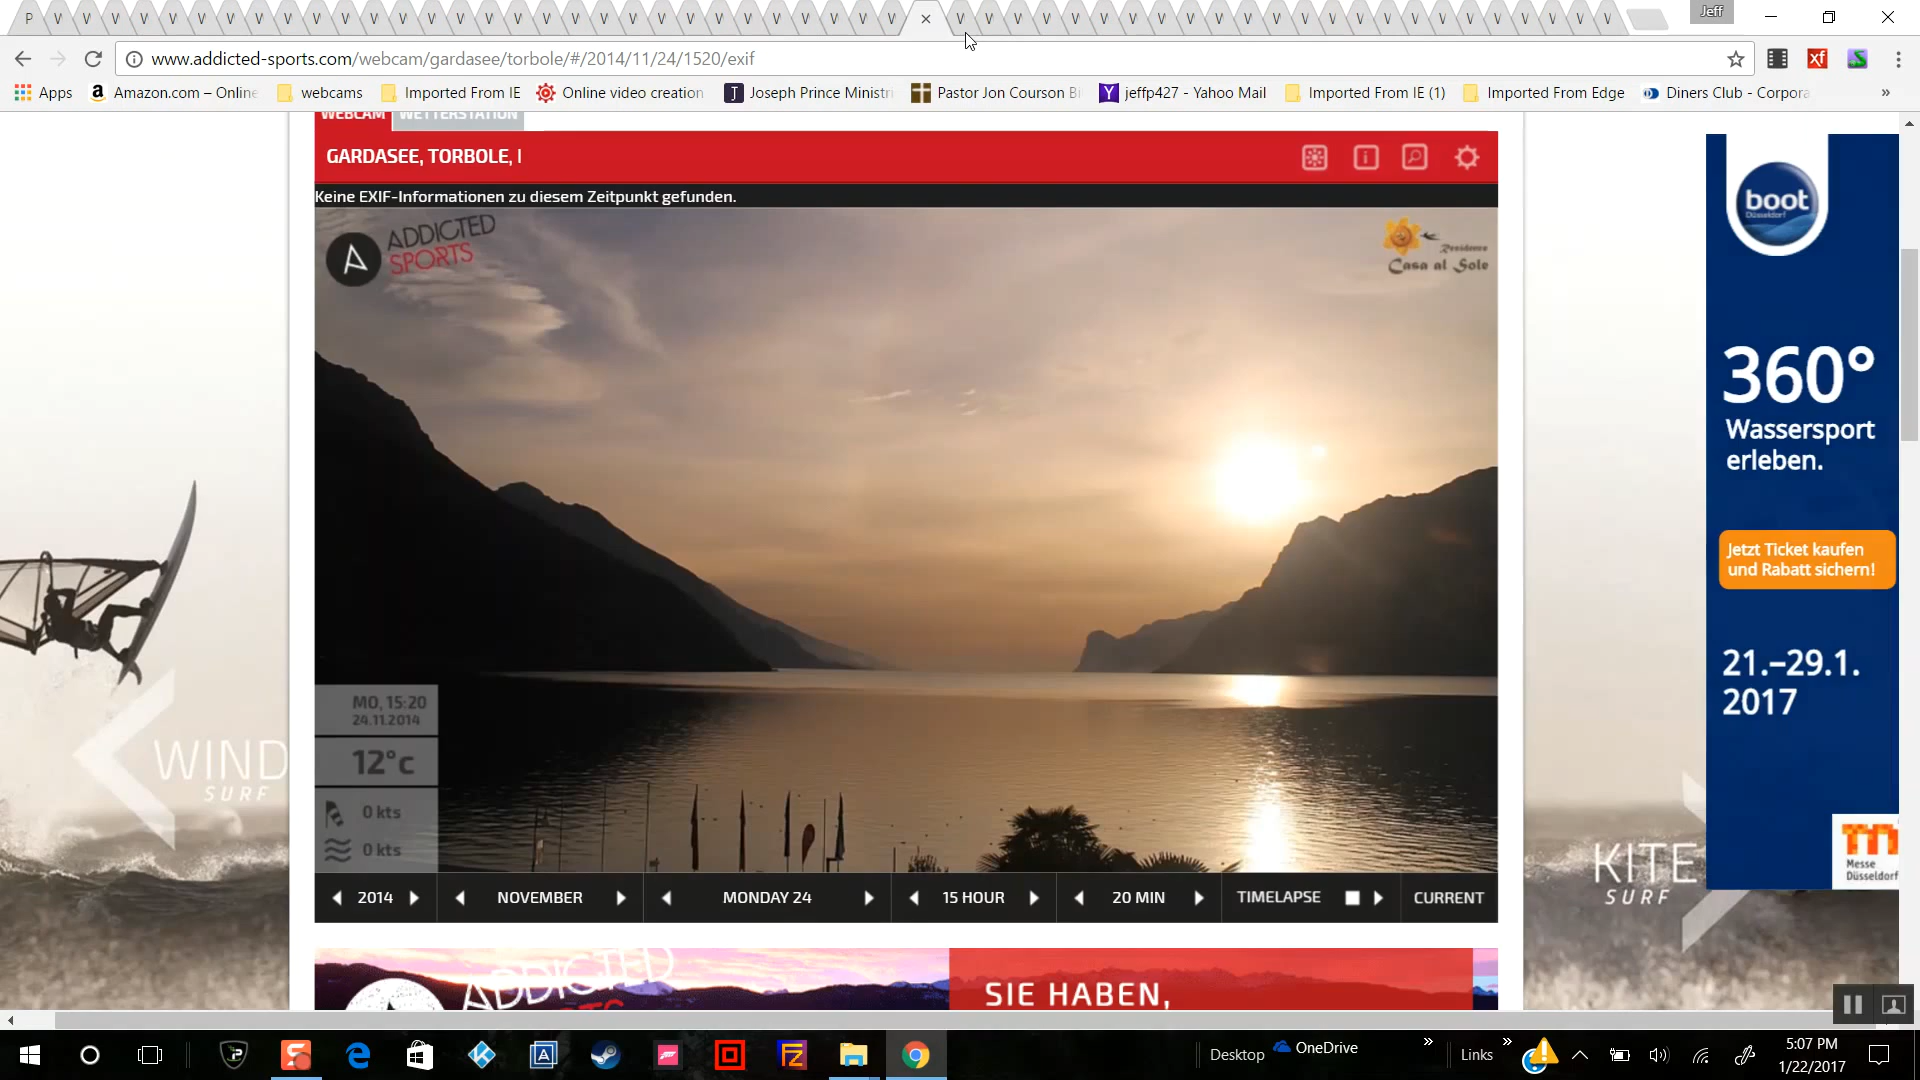 P W W W W W W W W W W W W W W W W W W W W W W W W W W W W W W W W W W W W W W W W W W W W W W W W W W W W W W W
Jeff
www.addicted-sports.com/webcam/gardasee/torbole/#/2014/11/24/1520/exif
Apps Amazon.com – Online webcams Imported From IE Online video creation Joseph Prince Ministri Pastor Jon Courson Bi jeffp427 - Yahoo Mail Imported From IE (1) Imported From Edge Diners Club - Corpora »
WEBCAM WETTERSTATION
GARDASEE, TORBOLE, I
Keine EXIF-Informationen zu diesem Zeitpunkt gefunden.
ADDICTED
SPORTS
Residence
Casa al Sole
boot
Düsseldorf
360°
Wassersport
erleben.
Jetzt Ticket kaufen
und Rabatt sichern!
21.–29.1.
2017
Messe
Düsseldorf
WIND
SURF
KITE
SURF
MO, 15:20
24.11.2014
12°c
0 kts
0 kts
2014 NOVEMBER MONDAY 24 15 HOUR 20 MIN TIMELAPSE CURRENT
ADDICTED
SIE HABEN,
Desktop OneDrive » Links »
5:07 PM
1/22/2017